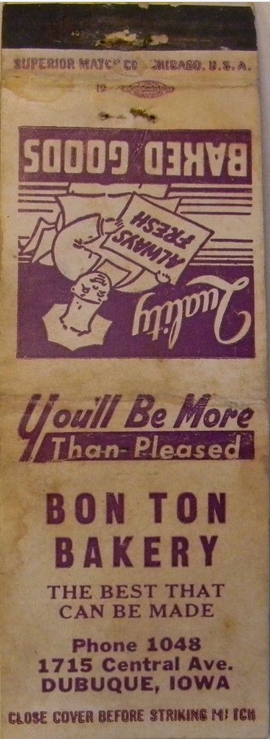 SUPERIOR MATCH CO CHICAGO, U.S.A.
BAKED GOODS
ALWAYS
FRESH
Quality
You'll Be More
Than Pleased
BON TON
BAKERY
THE BEST THAT
CAN BE MADE
Phone 1048
1715 Central Ave.
DUBUQUE, IOWA
CLOSE COVER BEFORE STRIKING MATCH